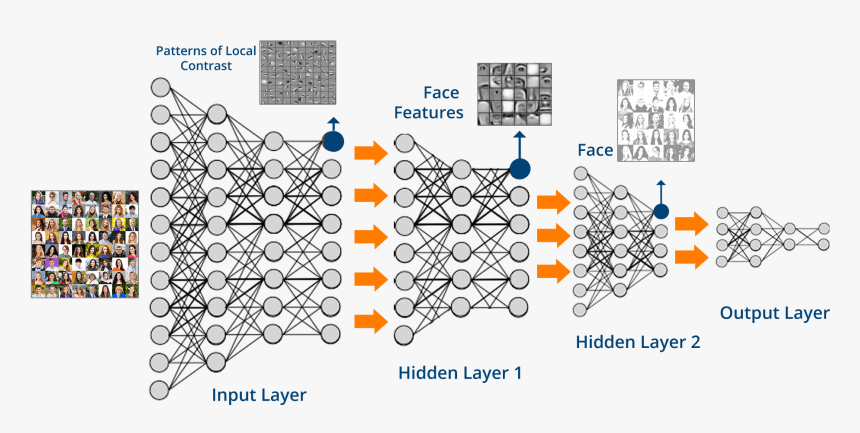 Patterns of Local
Contrast
Face
Features
Face
Input Layer
Hidden Layer 1
Hidden Layer 2
Output Layer